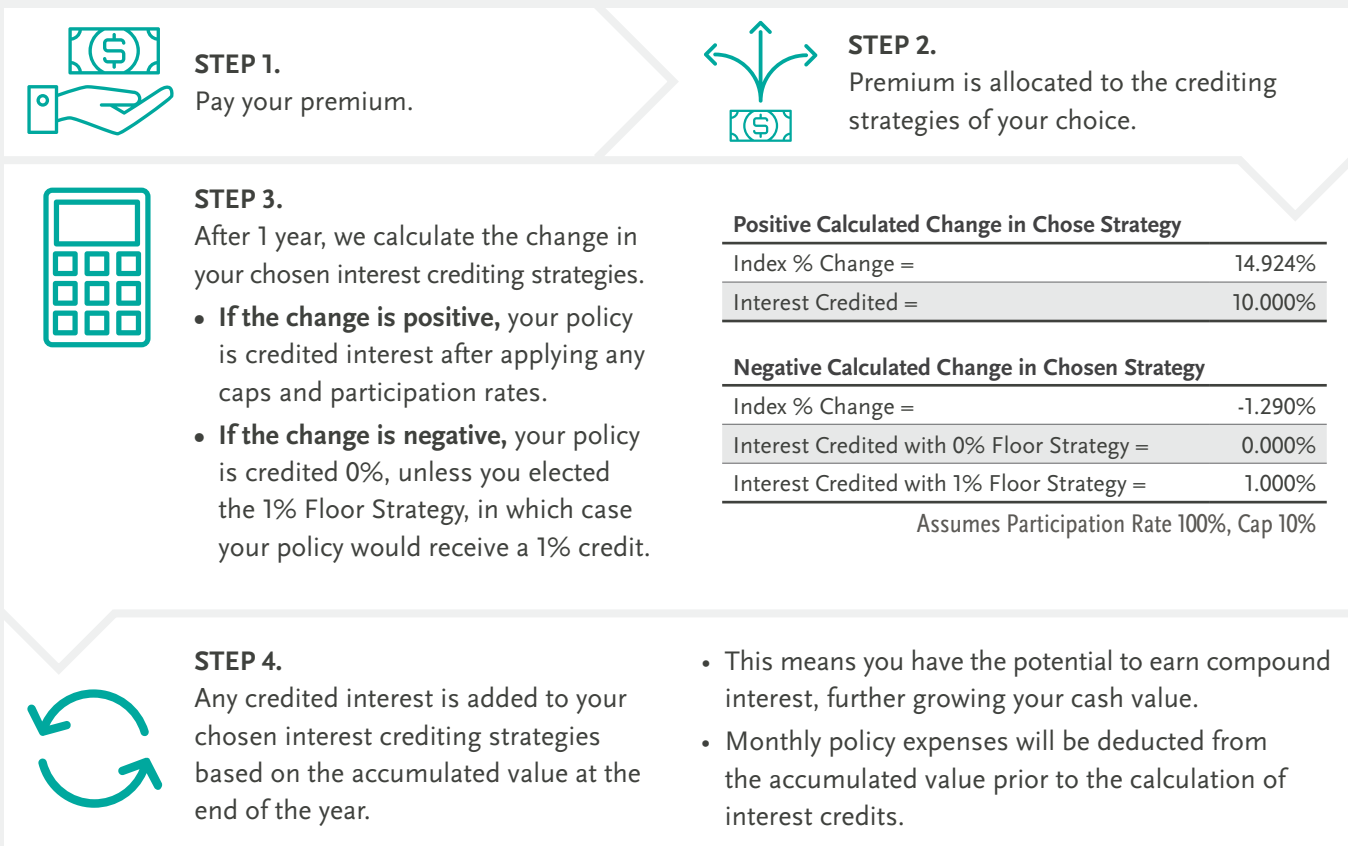 STEP 1.
Pay your premium.
STEP 2.
Premium is allocated to the crediting
strategies of your choice.
STEP 3.
After 1 year, we calculate the change in
your chosen interest crediting strategies.
• If the change is positive, your policy
is credited interest after applying any
caps and participation rates.
• If the change is negative, your policy
is credited 0%, unless you elected
the 1% Floor Strategy, in which case
your policy would receive a 1% credit.
Positive Calculated Change in Chose Strategy
Index % Change = 14.924%
Interest Credited = 10.000%
Negative Calculated Change in Chosen Strategy
Index % Change = -1.290%
Interest Credited with 0% Floor Strategy = 0.000%
Interest Credited with 1% Floor Strategy = 1.000%
Assumes Participation Rate 100%, Cap 10%
STEP 4.
Any credited interest is added to your
chosen interest crediting strategies
based on the accumulated value at the
end of the year.
• This means you have the potential to earn compound
interest, further growing your cash value.
• Monthly policy expenses will be deducted from
the accumulated value prior to the calculation of
interest credits.